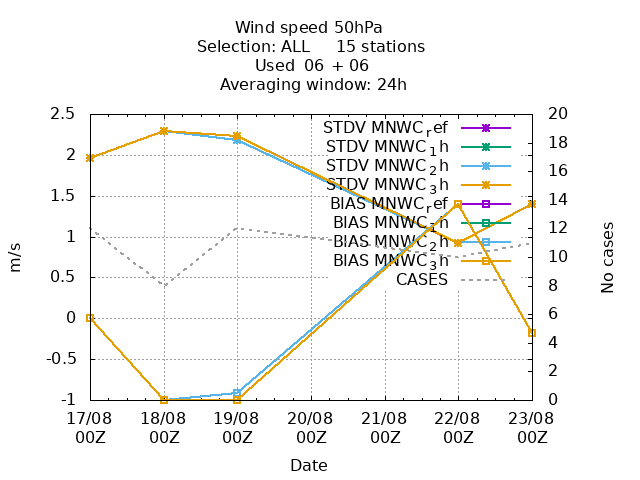 Wind speed 50hPa
Selection: ALL 15 stations
Used 06 + 06
Averaging window: 24h
2.5
2
1.5
1
0.5
0
-0.5
-1
m/s
20
18
16
14
12
10
8
6
4
2
0
No cases
STDV MNWC_ref
STDV MNWC_1h
STDV MNWC_2h
STDV MNWC_3h
BIAS MNWC_ref
BIAS MNWC_1h
BIAS MNWC_2h
BIAS MNWC_3h
CASES
17/08 18/08 19/08 20/08 21/08 22/08 23/08
00Z 00Z 00Z 00Z 00Z 00Z 00Z
Date